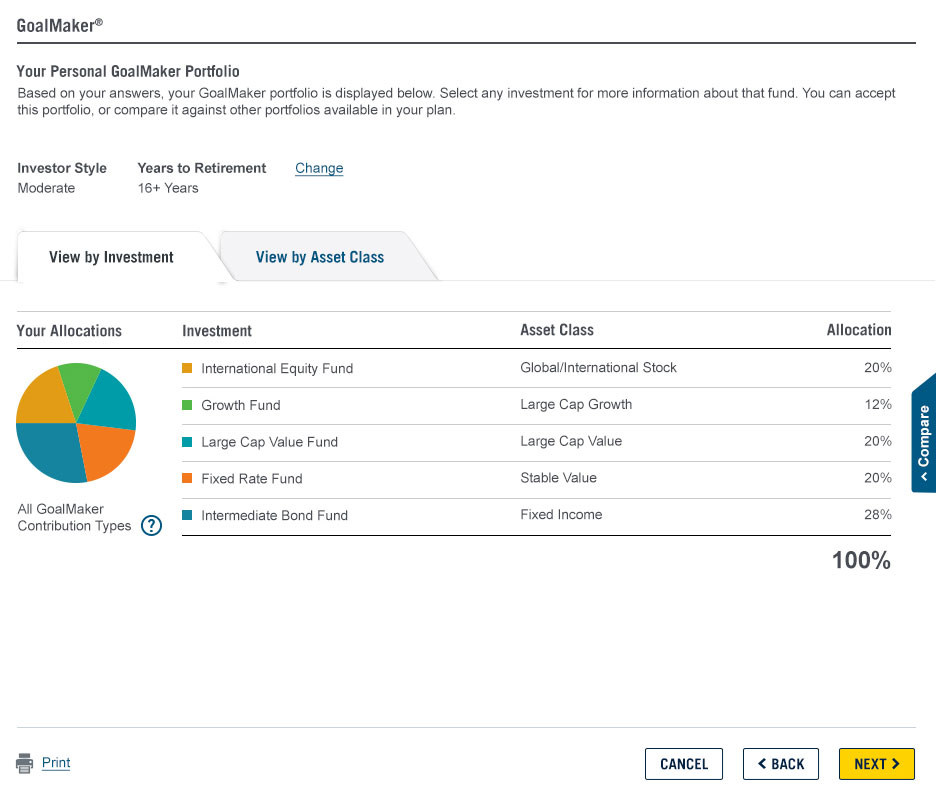 GoalMaker®
Your Personal GoalMaker Portfolio
Based on your answers, your GoalMaker portfolio is displayed below. Select any investment for more information about that fund. You can accept
this portfolio, or compare it against other portfolios available in your plan.
Investor Style Years to Retirement Change
Moderate 16+ Years
View by Investment View by Asset Class
Your Allocations Investment Asset Class Allocation
International Equity Fund Global/International Stock 20%
Growth Fund Large Cap Growth 12%
Large Cap Value Fund Large Cap Value 20%
Fixed Rate Fund Stable Value 20%
Intermediate Bond Fund Fixed Income 28%
All GoalMaker
Contribution Types ?
100%
Compare
Print CANCEL BACK NEXT